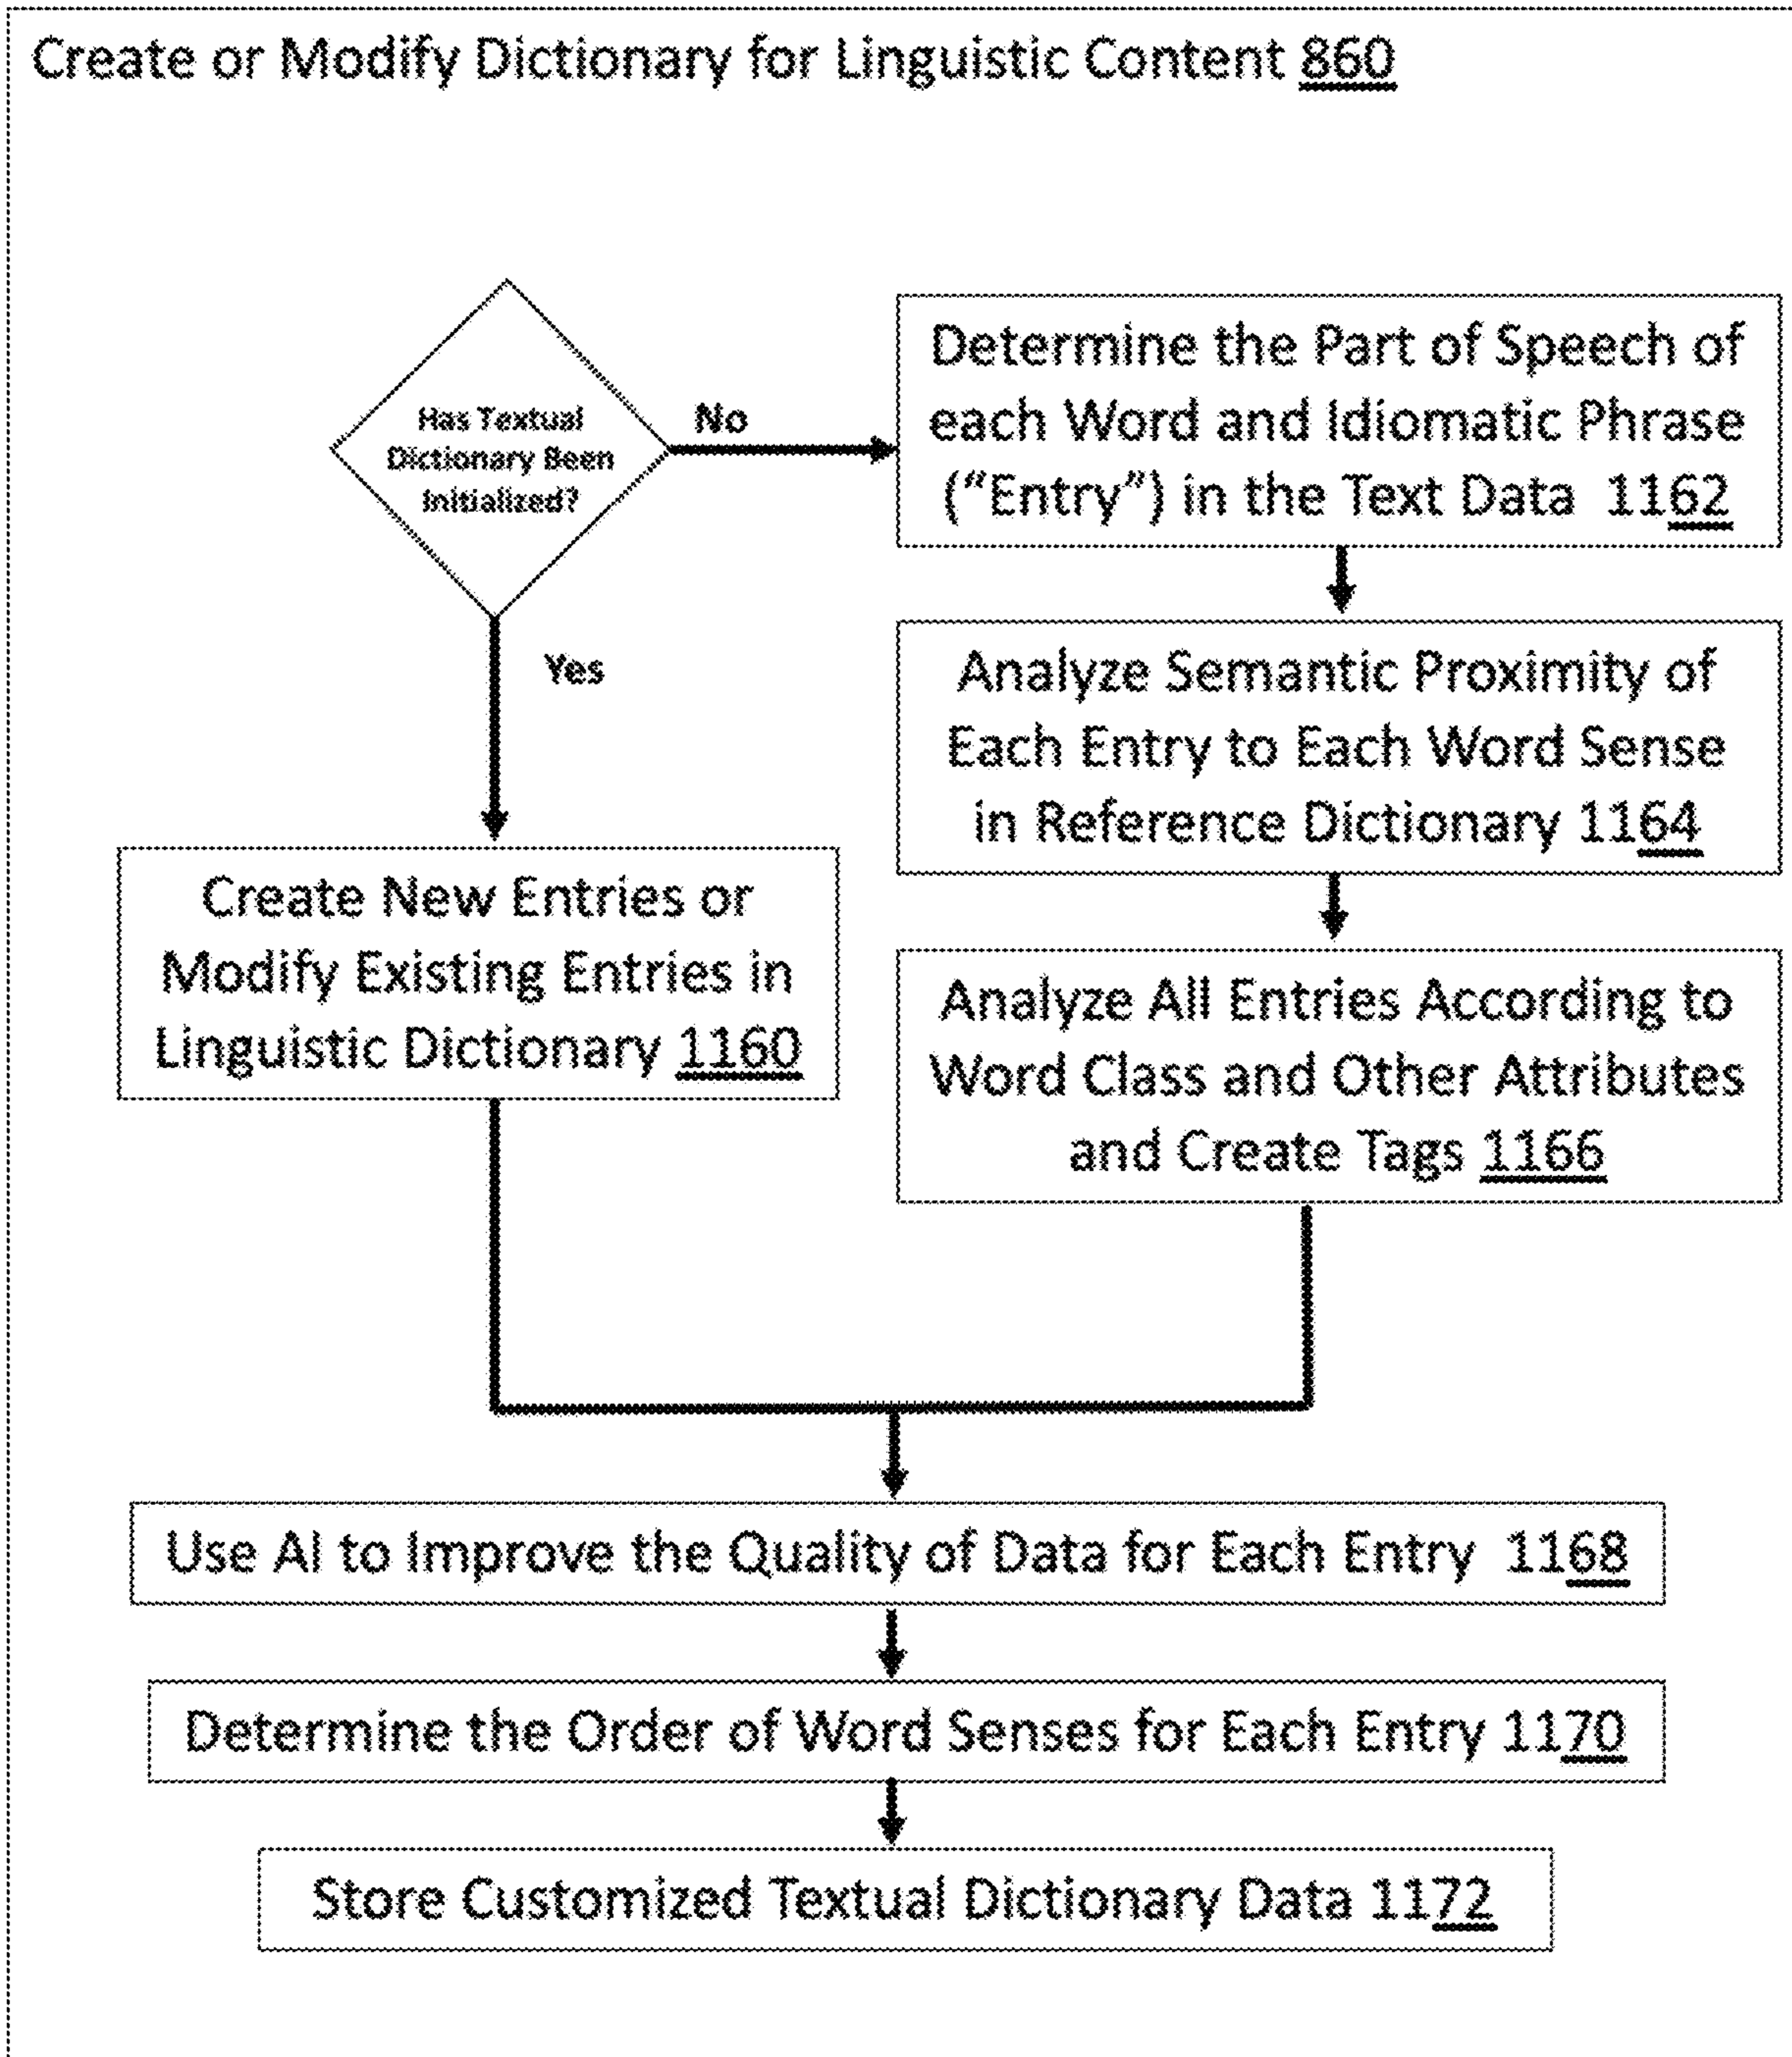 Create or Modify Dictionary for Linguistic Content 860
Has Textual
Dictionary Been
Initialized?
No
Yes
Determine the Part of Speech of
each Word and Idiomatic Phrase
(“Entry”) in the Text Data 1162
Analyze Semantic Proximity of
Each Entry to Each Word Sense
in Reference Dictionary 1164
Analyze All Entries According to
Word Class and Other Attributes
and Create Tags 1166
Create New Entries or
Modify Existing Entries in
Linguistic Dictionary 1160
Use AI to Improve the Quality of Data for Each Entry 1168
Determine the Order of Word Senses for Each Entry 1170
Store Customized Textual Dictionary Data 1172